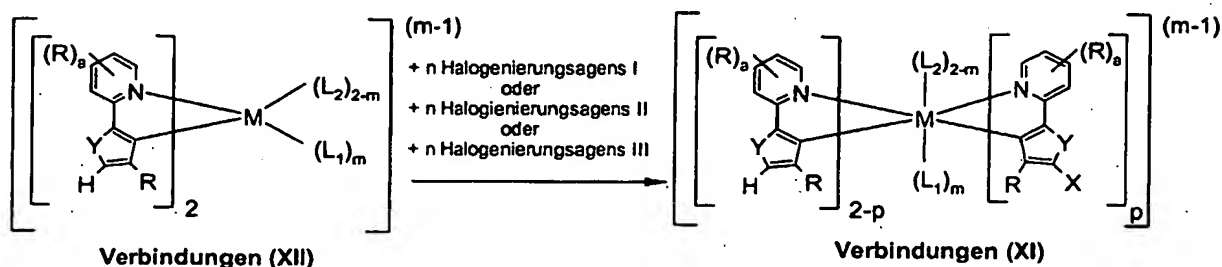 (m-1)
(R)a
N
(L2)2-m
M
(L1)m
Y
H
R
2
+ n Halogenierungsagens I
oder
+ n Halogienierungsagens II
oder
+ n Halogenierungsagens III
(m-1)
(R)a
N
(L2)2-m
M
(L1)m
Y
H
R
2-p
(R)a
N
Y
R
X
p
Verbindungen (XII)
Verbindungen (XI)